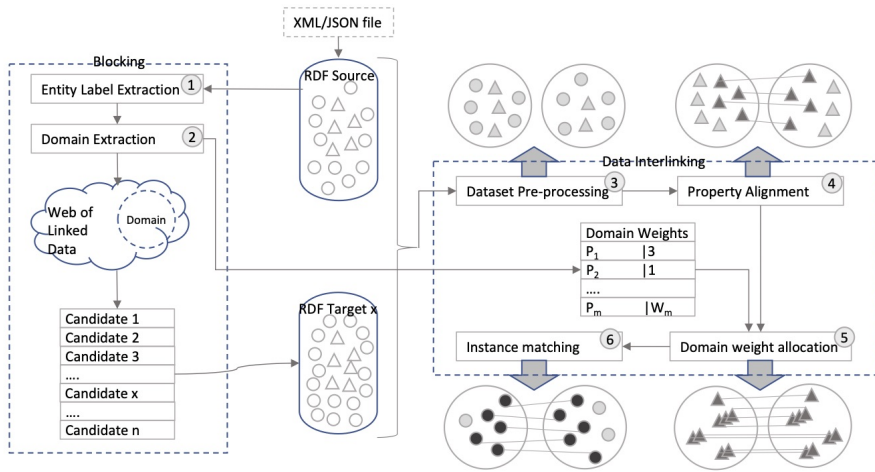 XML/JSON file
Blocking
RDF Source
Entity Label Extraction 1
Domain Extraction 2
Web of
Linked
Data
Domain
Candidate 1
Candidate 2
Candidate 3
....
Candidate x
....
Candidate n
RDF Target x
Data Interlinking
Dataset Pre-processing 3
Property Alignment 4
Domain Weights
P1 |3
P2 |1
....
Pm |Wm
Instance matching 6
Domain weight allocation 5